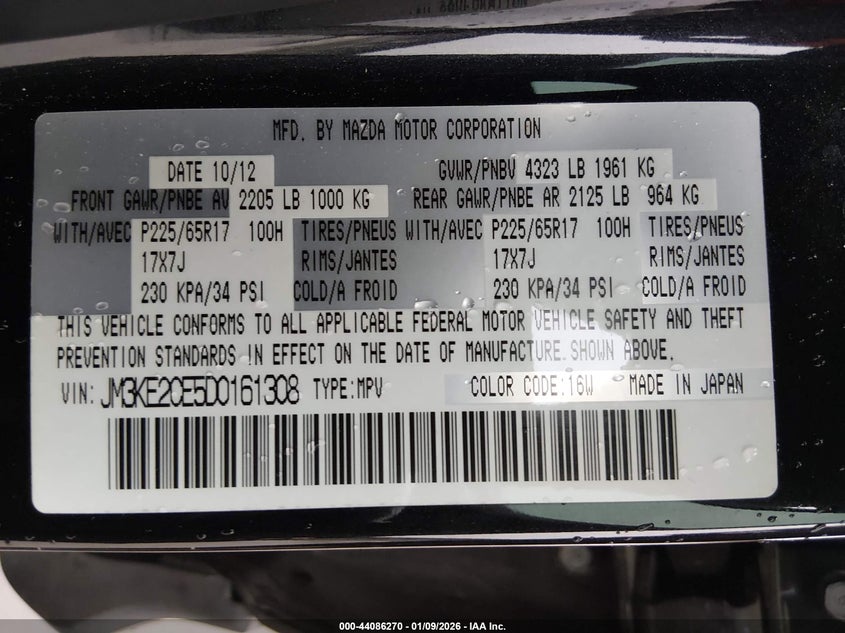 MFD. BY MAZDA MOTOR CORPORATION
DATE 10/12 GVWR/PNBV 4323 LB 1961 KG
FRONT GAWR/PNBE AV 2205 LB 1000 KG REAR GAWR/PNBE AR 2125 LB 964 KG
WITH/AVEC P225/65R17 100H TIRES/PNEUS WITH/AVEC P225/65R17 100H TIRES/PNEUS
17X7J RIMS/JANTES 17X7J RIMS/JANTES
230 KPA/34 PSI COLD/A FROID 230 KPA/34 PSI COLD/A FROID
THIS VEHICLE CONFORMS TO ALL APPLICABLE FEDERAL MOTOR VEHICLE SAFETY AND THEFT
PREVENTION STANDARDS IN EFFECT ON THE DATE OF MANUFACTURE SHOWN ABOVE.
VIN: JM3KE2CE5D0161308 TYPE:MPV COLOR CODE:16W MADE IN JAPAN
000-44086270 - 01/09/2026 - IAA Inc.